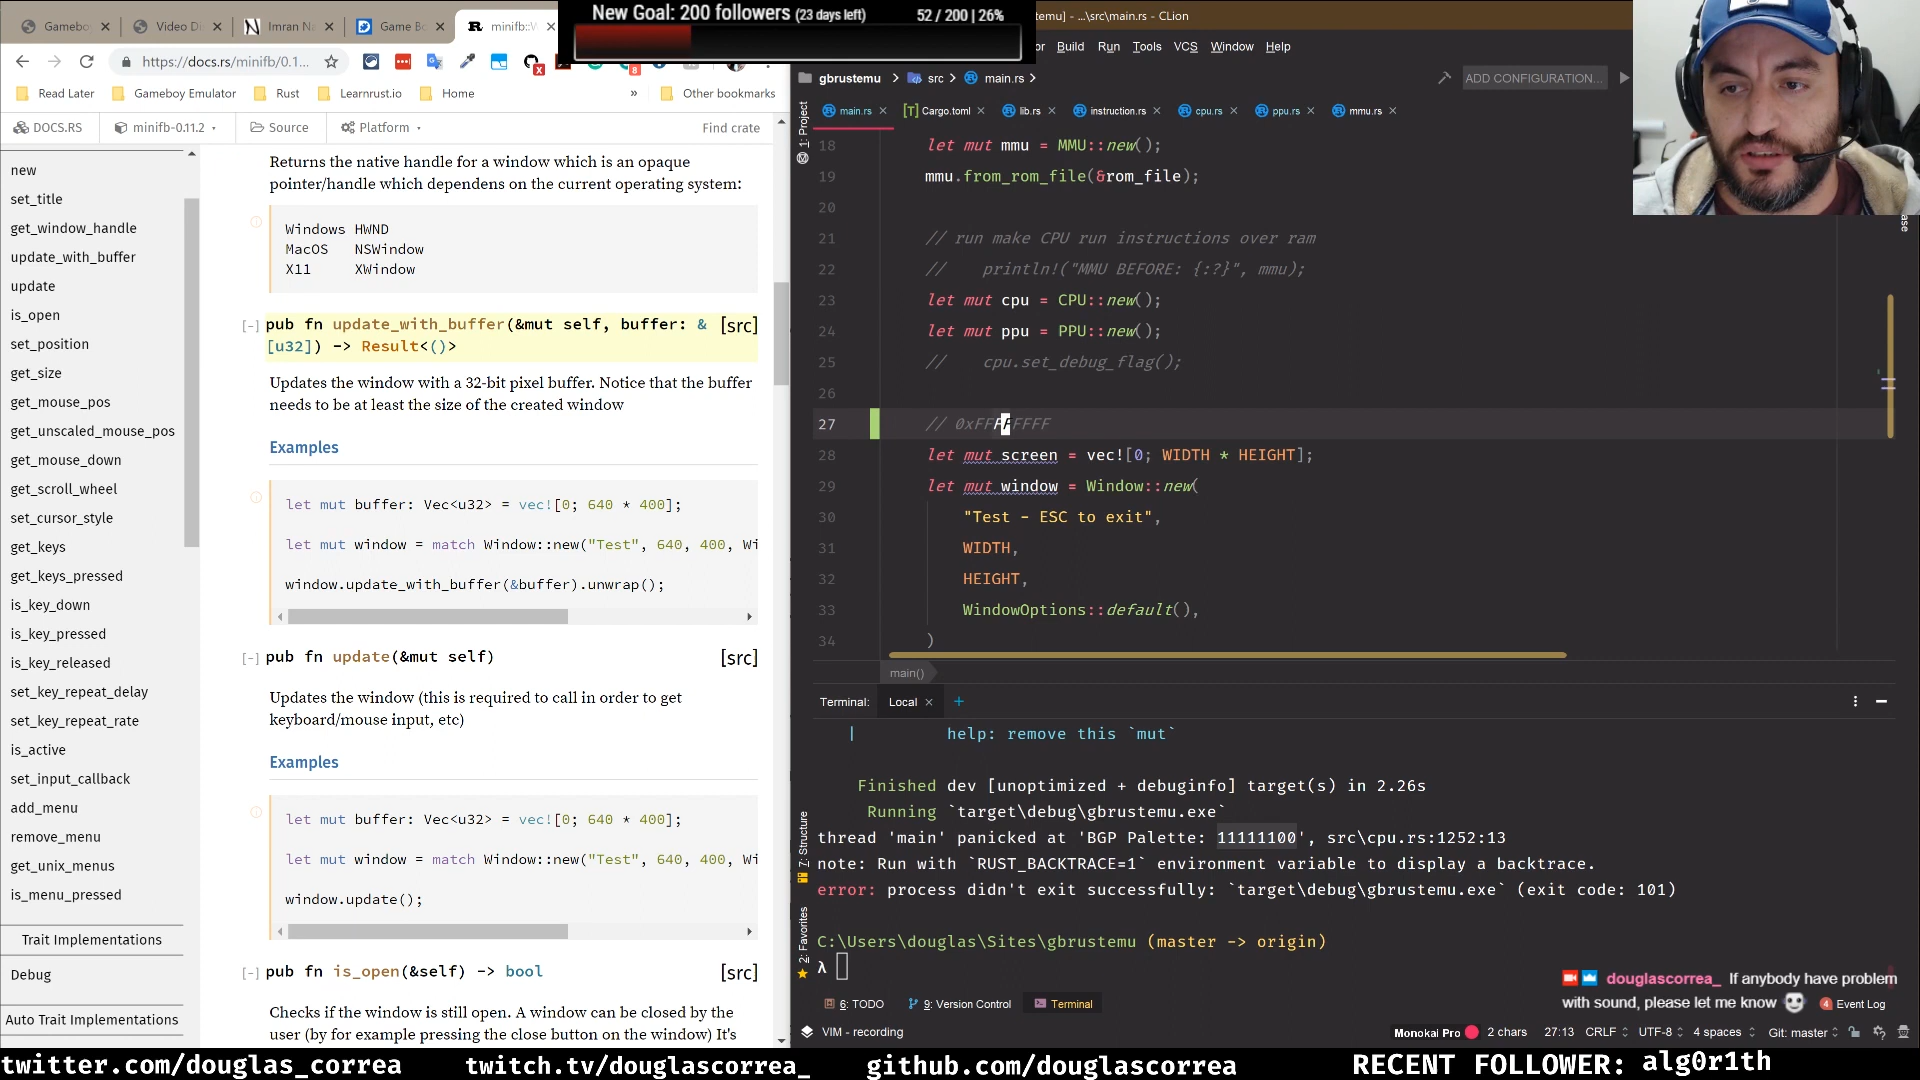 Gameboy
Video Di
Imran Na
Game Bo
minifb::W
New Goal: 200 followers (23 days left) 52 / 200 | 26%
stemu] - ...\src\main.rs - CLion
https://docs.rs/minifb/0.1...
x
8
or Build Run Tools VCS Window Help
Read Later Gameboy Emulator Rust Learnrust.io Home » Other bookmarks
gbrustemu src main.rs ADD CONFIGURATION...
main.rs [T] Cargo.toml lib.rs instruction.rs cpu.rs ppu.rs mmu.rs
DOCS.RS minifb-0.11.2 Source Platform Find crate
new
set_title
get_window_handle
update_with_buffer
update
is_open
set_position
get_size
get_mouse_pos
get_unscaled_mouse_pos
get_mouse_down
get_scroll_wheel
set_cursor_style
get_keys
get_keys_pressed
is_key_down
is_key_pressed
is_key_released
set_key_repeat_delay
set_key_repeat_rate
is_active
set_input_callback
add_menu
remove_menu
get_unix_menus
is_menu_pressed
Trait Implementations
Debug
Auto Trait Implementations
Returns the native handle for a window which is an opaque
pointer/handle which dependens on the current operating system:
Windows HWND
MacOS NSWindow
X11 XWindow
[-] pub fn update_with_buffer(&mut self, buffer: & [src]
[u32]) -> Result<()>
Updates the window with a 32-bit pixel buffer. Notice that the buffer
needs to be at least the size of the created window
Examples
let mut buffer: Vec<u32> = vec![0; 640 * 400];
let mut window = match Window::new("Test", 640, 400, Wi
window.update_with_buffer(&buffer).unwrap();
[-] pub fn update(&mut self) [src]
Updates the window (this is required to call in order to get
keyboard/mouse input, etc)
Examples
let mut buffer: Vec<u32> = vec![0; 640 * 400];
let mut window = match Window::new("Test", 640, 400, Wi
window.update();
[-] pub fn is_open(&self) -> bool [src]
Checks if the window is still open. A window can be closed by the
user (by for example pressing the close button on the window) It's
1: Project
7: Structure
2: Favorites
18 let mut mmu = MMU::new();
19 mmu.from_rom_file(&rom_file);
20
21 // run make CPU run instructions over ram
22 // println!("MMU BEFORE: {:?}", mmu);
23 let mut cpu = CPU::new();
24 let mut ppu = PPU::new();
25 // cpu.set_debug_flag();
26
27 // 0xFFFFFFFF
28 let mut screen = vec![0; WIDTH * HEIGHT];
29 let mut window = Window::new(
30 "Test - ESC to exit",
31 WIDTH,
32 HEIGHT,
33 WindowOptions::default(),
34 )
main()
Terminal: Local
| help: remove this `mut`
Finished dev [unoptimized + debuginfo] target(s) in 2.26s
Running `target\debug\gbrustemu.exe`
thread 'main' panicked at 'BGP Palette: 11111100', src\cpu.rs:1252:13
note: Run with `RUST_BACKTRACE=1` environment variable to display a backtrace.
error: process didn't exit successfully: `target\debug\gbrustemu.exe` (exit code: 101)
C:\Users\douglas\Sites\gbrustemu (master -> origin)
λ
douglascorrea_ If anybody have problem
with sound, please let me know
6: TODO 9: Version Control Terminal 4 Event Log
VIM - recording Monokai Pro 2 chars 27:13 CRLF UTF-8 4 spaces Git: master
twitter.com/douglas_correa twitch.tv/douglascorrea_ github.com/douglascorrea RECENT FOLLOWER: alg0r1th